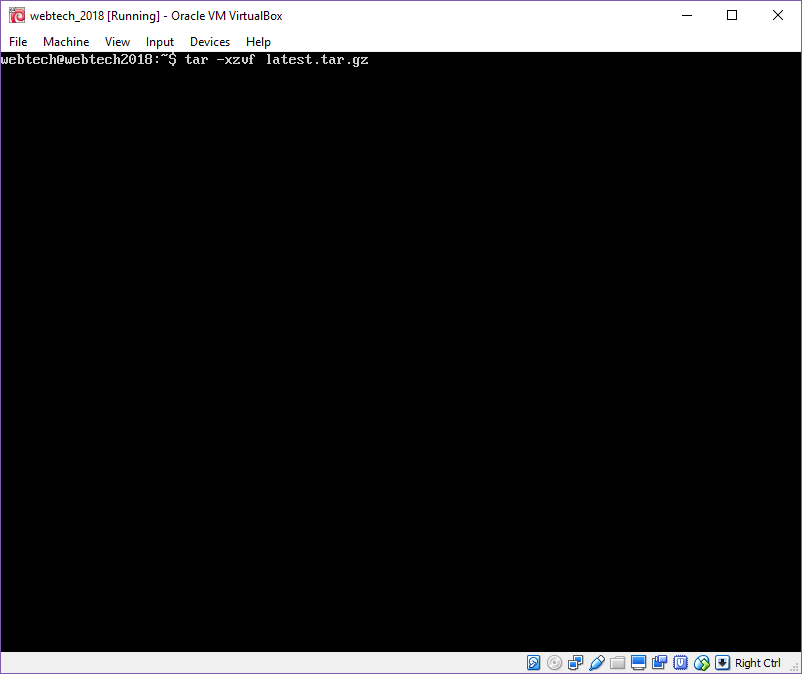 webtech_2018 [Running] - Oracle VM VirtualBox
File Machine View Input Devices Help
webtech@webtech2018:~$ tar -xzvf latest.tar.gz
Right Ctrl